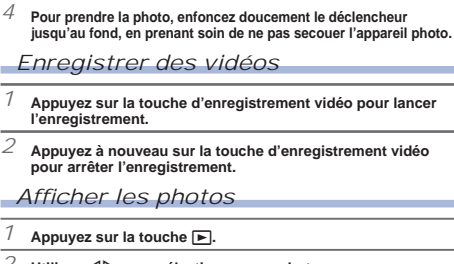 4 Pour prendre la photo, enfoncez doucement le déclencheur
jusqu'au fond, en prenant soin de ne pas secouer l'appareil photo.
Enregistrer des vidéos
1 Appuyez sur la touche d'enregistrement vidéo pour lancer
l'enregistrement.
2 Appuyez à nouveau sur la touche d'enregistrement vidéo
pour arrêter l'enregistrement.
Afficher les photos
1 Appuyez sur la touche ▶.
2